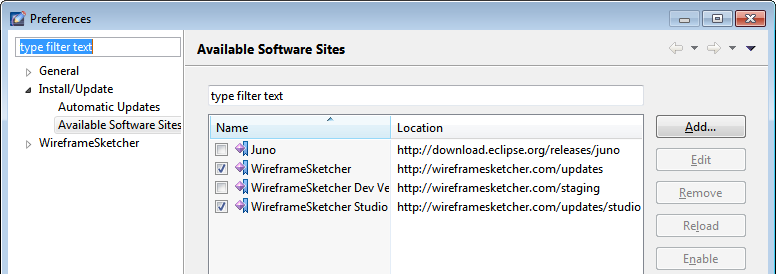 Preferences
type filter text
General
Install/Update
Automatic Updates
Available Software Sites
WireframeSketcher
Available Software Sites
type filter text
Name Location
Juno http://download.eclipse.org/releases/juno
WireframeSketcher http://wireframesketcher.com/updates
WireframeSketcher Dev Ve http://wireframesketcher.com/staging
WireframeSketcher Studio http://wireframesketcher.com/updates/studio
Add...
Edit
Remove
Reload
Enable